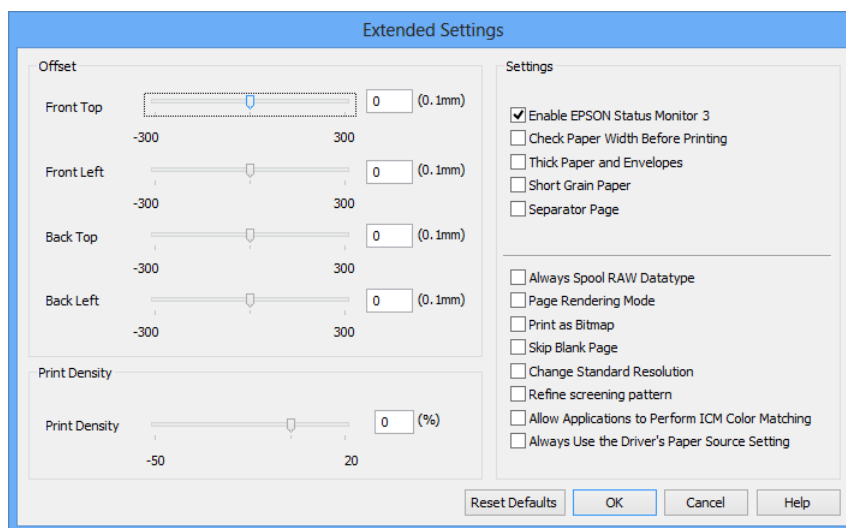 Extended Settings
Offset
Front Top
0
(0.1mm)
-300
300
Front Left
0
(0.1mm)
-300
300
Back Top
0
(0.1mm)
-300
300
Back Left
0
(0.1mm)
-300
300
Print Density
Print Density
0
(%)
-50
20
Settings
Enable EPSON Status Monitor 3
Check Paper Width Before Printing
Thick Paper and Envelopes
Short Grain Paper
Separator Page
Always Spool RAW Datatype
Page Rendering Mode
Print as Bitmap
Skip Blank Page
Change Standard Resolution
Refine screening pattern
Allow Applications to Perform ICM Color Matching
Always Use the Driver's Paper Source Setting
Reset Defaults
OK
Cancel
Help